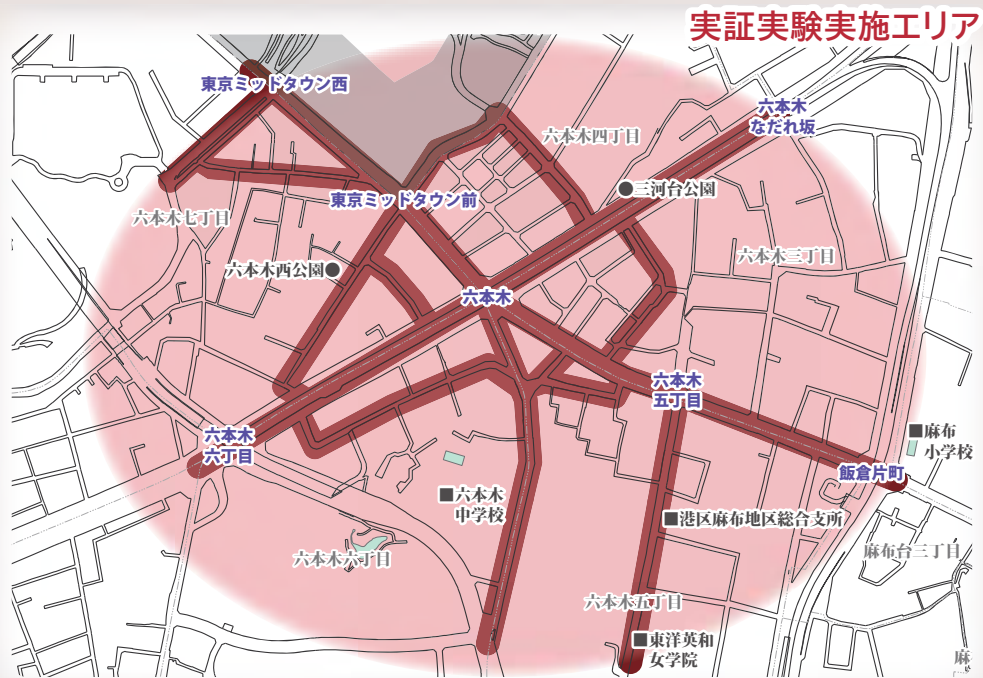 実証実験実施エリア
東京ミッドタウン西
六本木
なだれ坂
六本木四丁目
三河台公園
東京ミッドタウン前
六本木七丁目
六本木三丁目
六本木西公園
六本木
六本木
五丁目
六本木
六丁目
麻布
小学校
飯倉片町
六本木
中学校
港区麻布地区総合支所
六本木六丁目
麻布台三丁目
六本木五丁目
東洋英和
女学院
麻